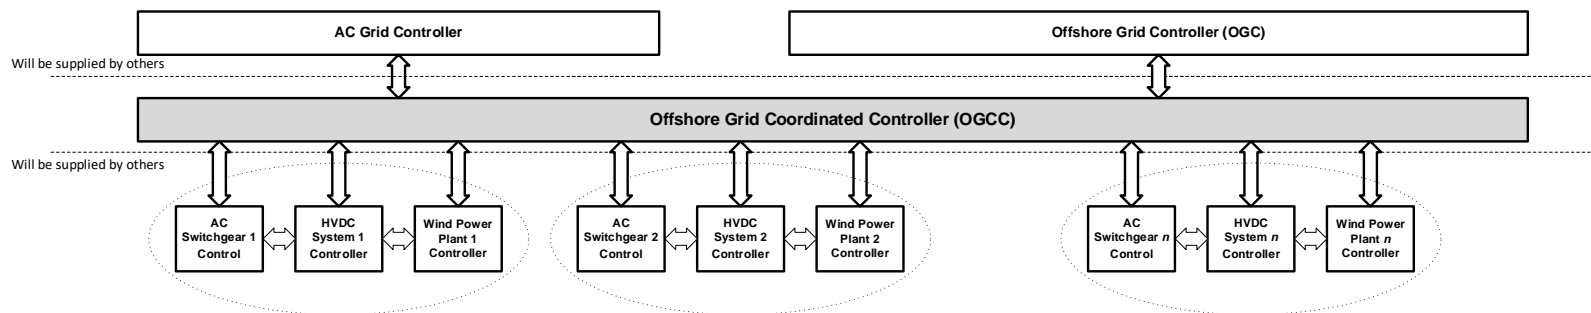 AC Grid Controller
Offshore Grid Controller (OGC)
Will be supplied by others
Offshore Grid Coordinated Controller (OGCC)
Will be supplied by others
AC
Switchgear 1
Control
HVDC
System 1
Controller
Wind Power
Plant 1
Controller
AC
Switchgear 2
Control
HVDC
System 2
Controller
Wind Power
Plant 2
Controller
AC
Switchgear n
Control
HVDC
System n
Controller
Wind Power
Plant n
Controller